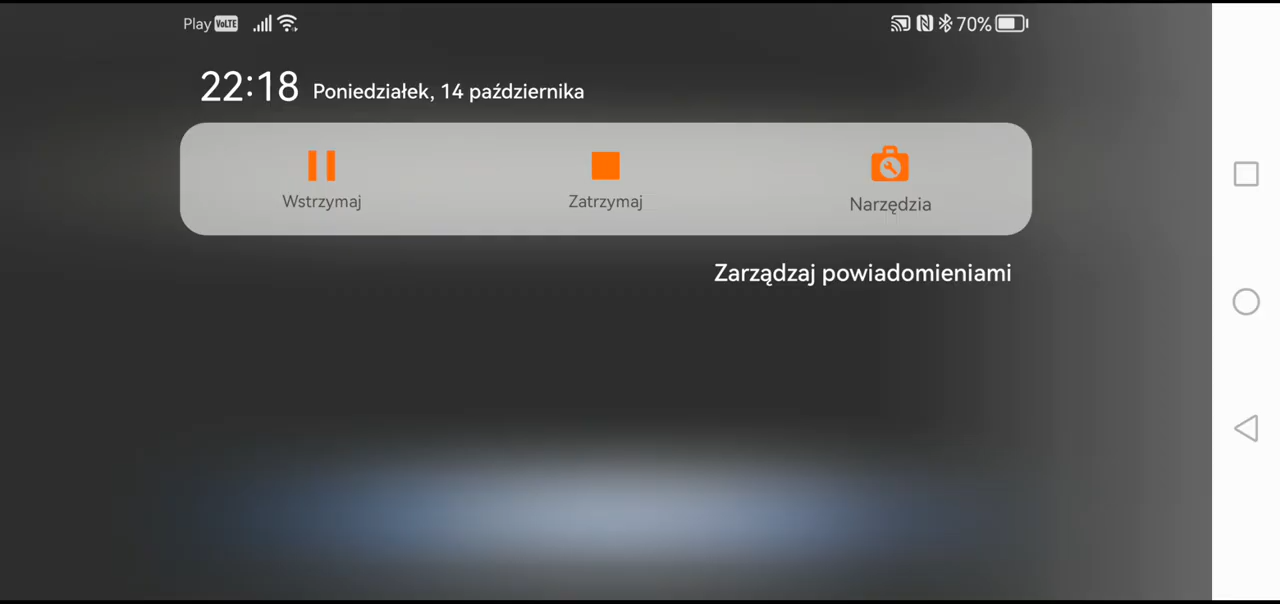 Play VoLTE 70%
22:18 Poniedziałek, 14 października
Wstrzymaj Zatrzymaj Narzędzia
Zarządzaj powiadomieniami